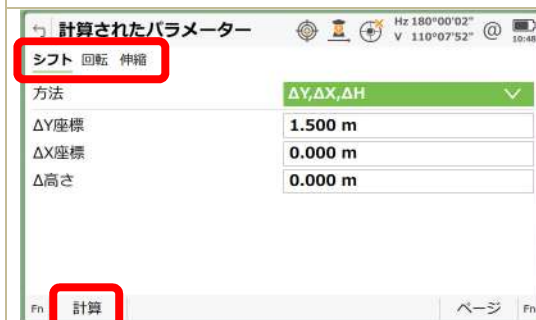 計算されたパラメーター Hz 180°00'02" @
V 110°07'52" 10:48
シフト 回転 伸縮
方法 ΔY,ΔX,ΔH
ΔY座標 1.500 m
ΔX座標 0.000 m
Δ高さ 0.000 m
Fn 計算 ページ Fn